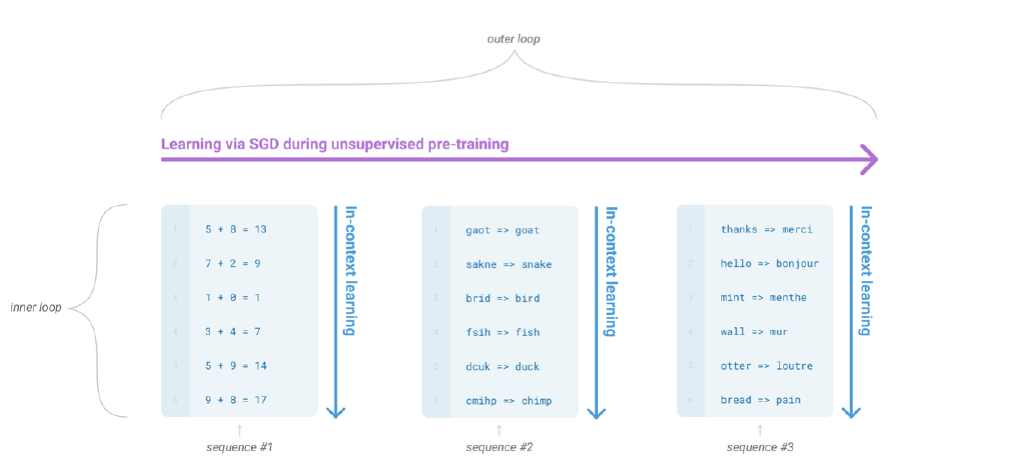 outer loop
Learning via SGD during unsupervised pre-training
inner loop
1 5 + 8 = 13
2 7 + 2 = 9
3 1 + 0 = 1
4 3 + 4 = 7
5 5 + 9 = 14
6 9 + 8 = 17
In-context learning
sequence #1
1 gaot => goat
2 sakne => snake
3 brid => bird
4 fsih => fish
dcuk => duck
6 cmihp => chimp
In-context learning
sequence #2
1 thanks => merci
2 hello => bonjour
3 mint => menthe
4 wall => mur
5 otter => loutre
6 bread => pain
In-context learning
sequence #3